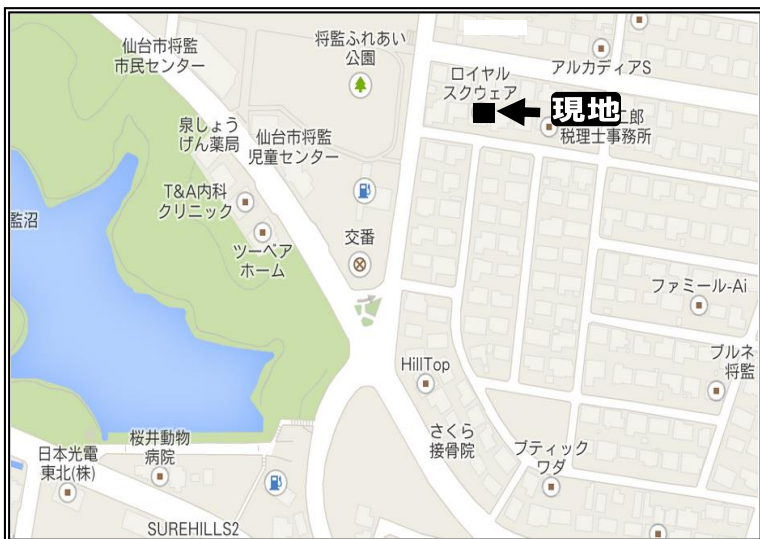 仙台市将監
市民センター
将監ふれあい
公園
ロイヤル
スクウェア
アルカディアS
現地
二郎
税理士事務所
泉しょう
げん薬局
仙台市将監
児童センター
T&A内科
クリニック
ツーペア
ホーム
監沼
交番
ファミール-Ai
ブルネ
将監
HillTop
さくら
接骨院
ブティック
ワダ
桜井動物
病院
日本光電
東北(株)
SUREHILLS2